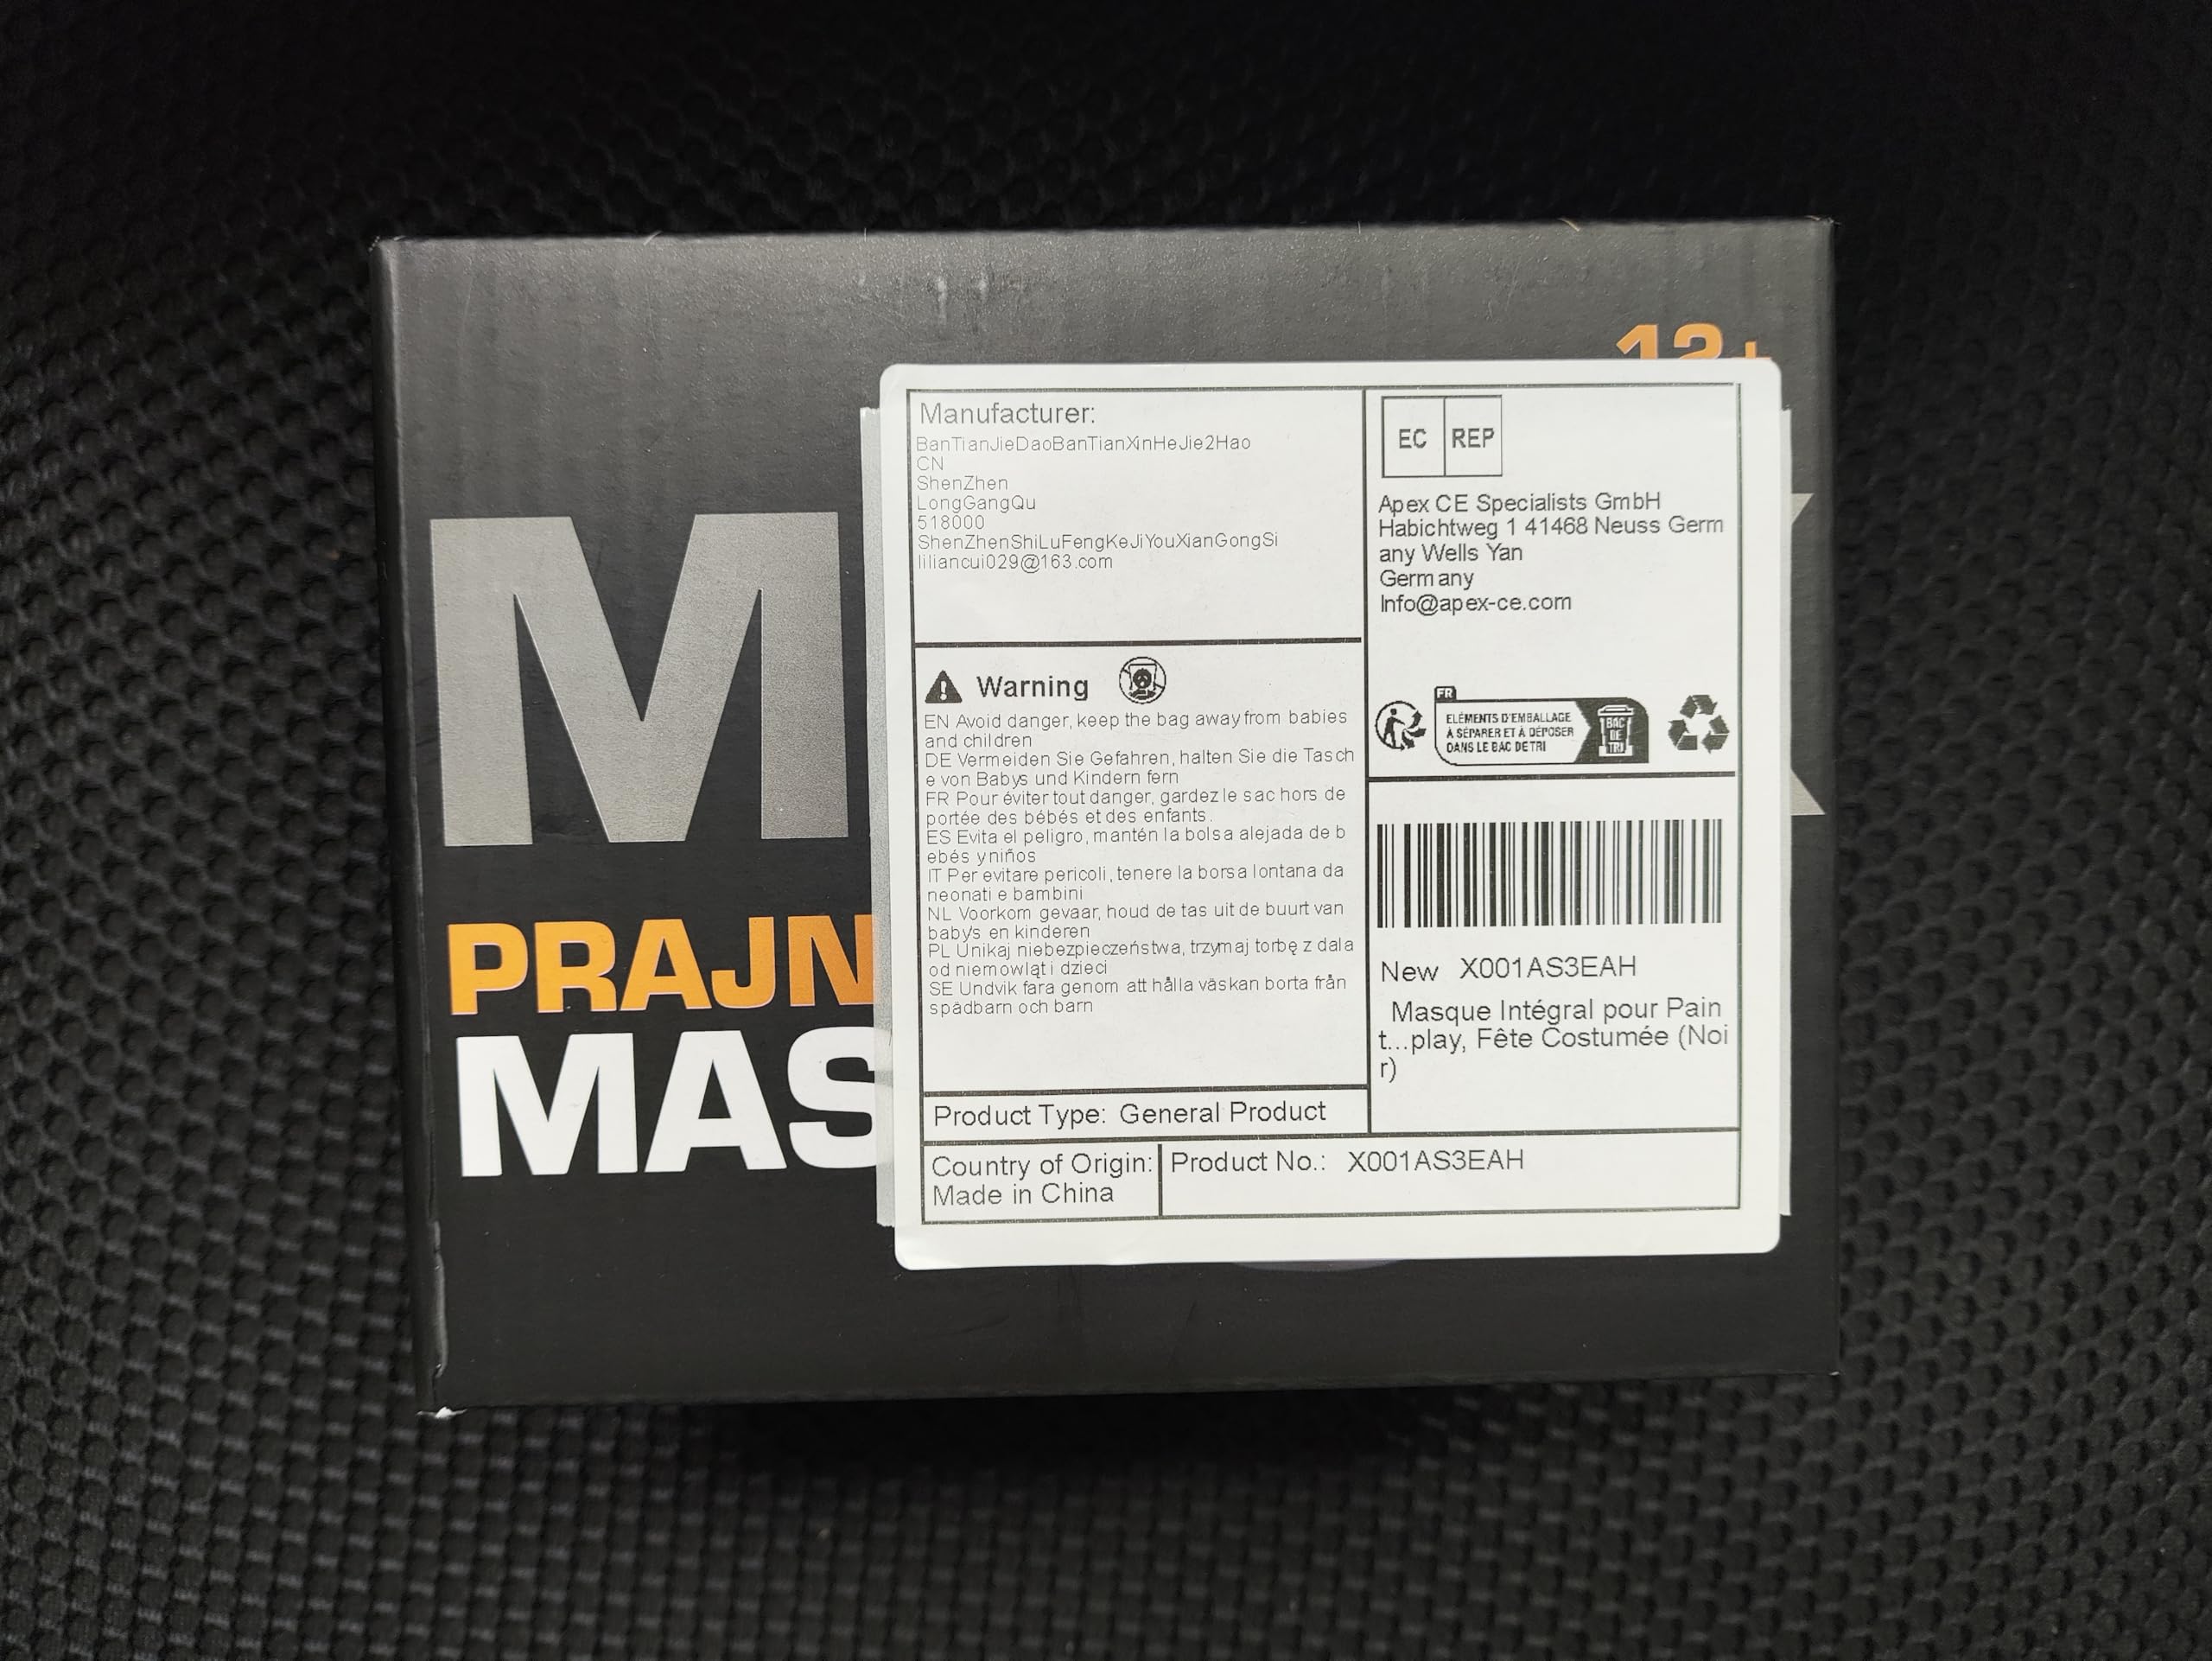 M
PRAJN
MAS
Manufacturer:
BanTianJieDaoBanTianXinHeJie2Hao
CN
ShenZhen
LongGangQu
518000
ShenZhenShiLuFengKeJiYouXianGongSi
liliancui029@163.com
Warning
EN Avoid danger, keep the bag away from babies
and children
DE Vermeiden Sie Gefahren, halten Sie die Tasch
e von Babys und Kindern fern
FR Pour éviter tout danger, gardez le sac hors de
portée des bébés et des enfants.
ES Evita el peligro, mantén la bolsa alejada de b
ebés y niños
IT Per evitare pericoli, tenere la borsa lontana da
neonati e bambini
NL Voorkom gevaar, houd de tas uit de buurt van
baby's en kinderen
PL Unikaj niebezpieczeństwa, trzymaj torbę z dala
od niemowląt i dzieci
SE Undvik fara genom att hålla väskan borta från
spädbarn och barn
Product Type: General Product
Country of Origin:
Made in China
Product No.: X001AS3EAH
EC REP
Apex CE Specialists GmbH
Habichtweg 1 41468 Neuss Germ
any Wells Yan
Germany
Info@apex-ce.com
FR
ÉLÉMENTS D'EMBALLAGE
À SÉPARER ET À DÉPOSER
DANS LE BAC DE TRI
BAC
DE
TRI
New X001AS3EAH
Masque Intégral pour Pain
t...play, Fête Costumée (Noi
r)